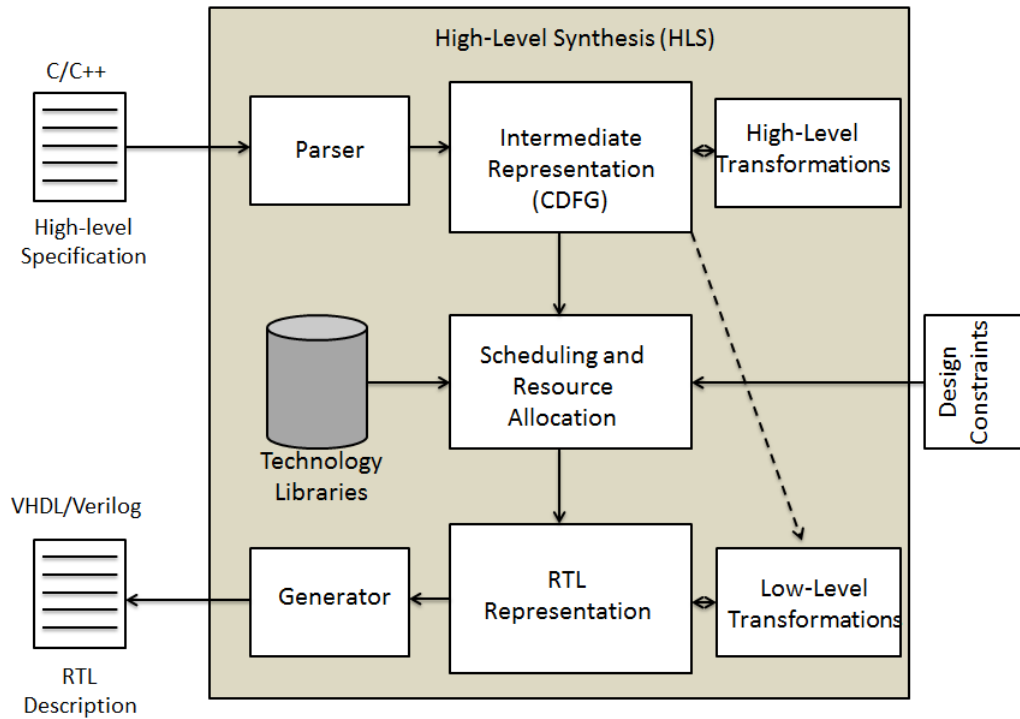 High-Level Synthesis (HLS)
C/C++
High-level
Specification
Parser
Intermediate
Representation
(CDFG)
High-Level
Transformations
Technology
Libraries
Scheduling and
Resource
Allocation
Design
Constraints
VHDL/Verilog
RTL
Description
Generator
RTL
Representation
Low-Level
Transformations